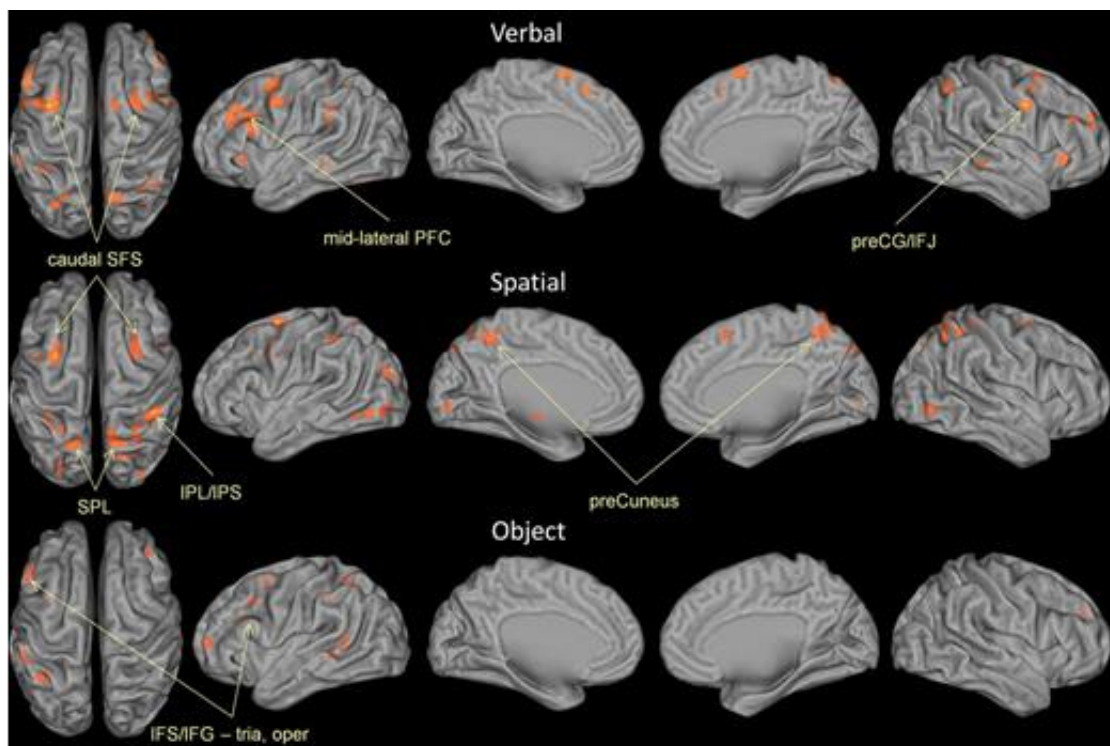 Verbal
mid-lateral PFC
preCG/IFJ
caudal SFS
Spatial
IPL/IPS
SPL
preCuneus
Object
IFS/IFG – tria, oper